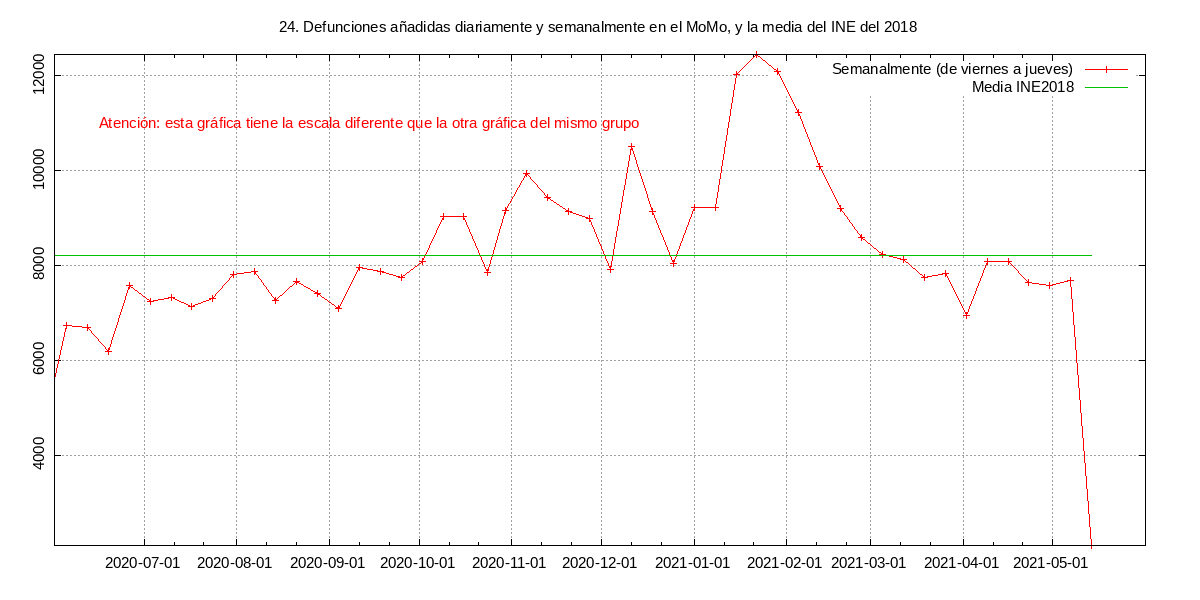 24. Defunciones añadidas diariamente y semanalmente en el MoMo, y la media del INE del 2018
Semanalmente (de viernes a jueves)
Media INE2018
Atención: esta gráfica tiene la escala diferente que la otra gráfica del mismo grupo
12000
10000
8000
6000
4000
2020-07-01 2020-08-01 2020-09-01 2020-10-01 2020-11-01 2020-12-01 2021-01-01 2021-02-01 2021-03-01 2021-04-01 2021-05-01